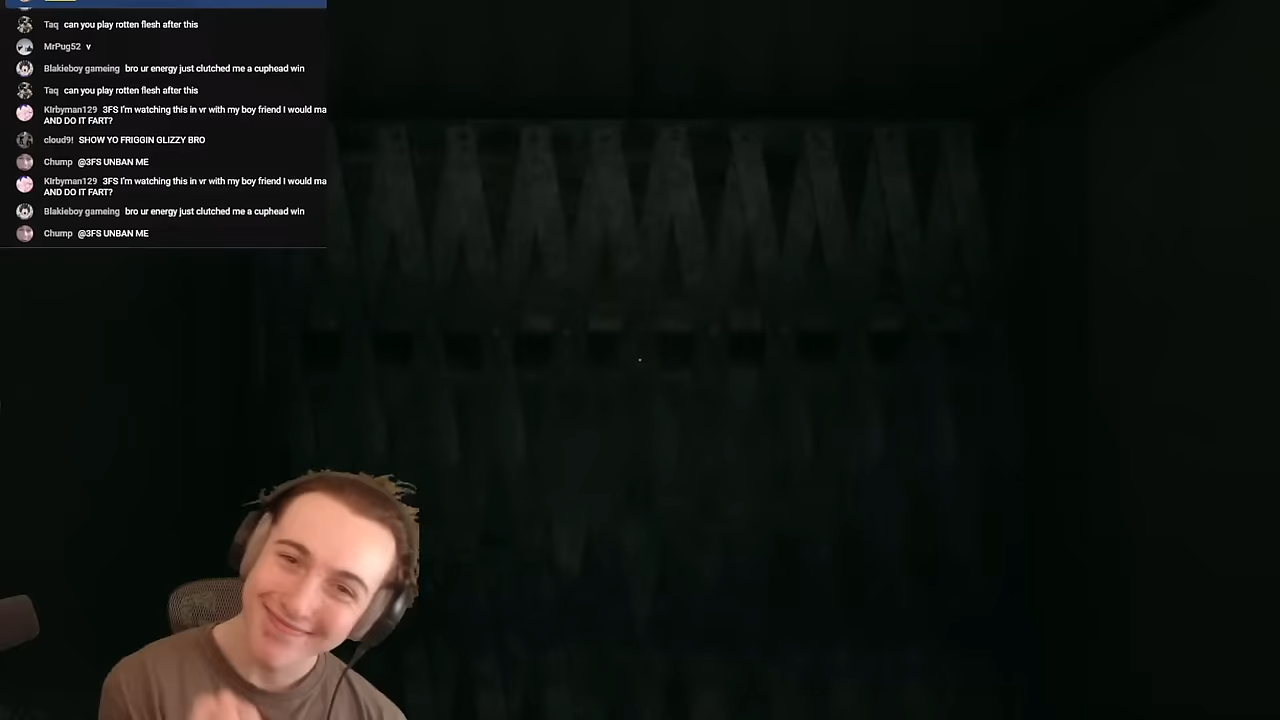 Taq can you play rotten flesh after this
MrPug52 v
Blakieboy gameing bro ur energy just clutched me a cuphead win
Taq can you play rotten flesh after this
KIrbyman129 3FS I'm watching this in vr with my boy friend I would ma
AND DO IT FART?
cloud9! SHOW YO FRIGGIN GLIZZY BRO
Chump @3FS UNBAN ME
KIrbyman129 3FS I'm watching this in vr with my boy friend I would ma
AND DO IT FART?
Blakieboy gameing bro ur energy just clutched me a cuphead win
Chump @3FS UNBAN ME